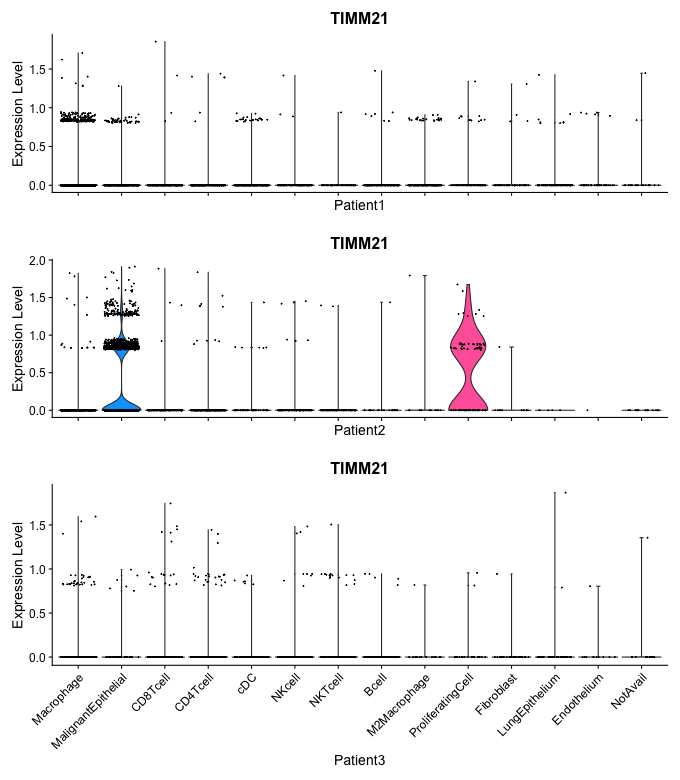 TIMM21
Expression Level
1.5
1.0
0.5
0.0
Patient1
TIMM21
Expression Level
2.0
1.5
1.0
0.5
0.0
Patient2
TIMM21
Expression Level
1.5
1.0
0.5
0.0
Macrophage
MalignantEpithelial
CD8Tcell
CD4Tcell
cDC
NKcell
NKTcell
Bcell
M2Macrophage
ProliferatingCell
Fibroblast
LungEpithelium
Endothelium
NotAvail
Patient3